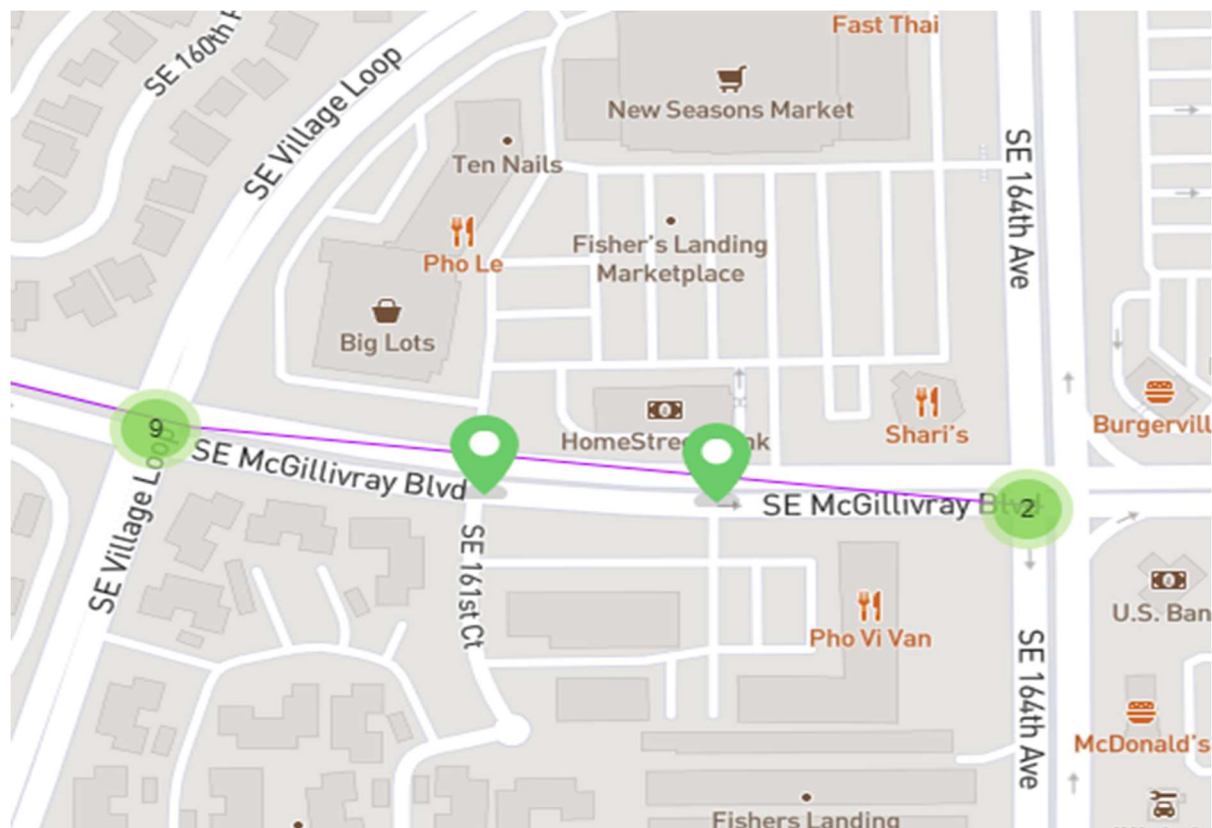 Fast Thai
SE 160th
SE Village Loop
New Seasons Market
SE 164th Ave
Ten Nails
Fisher's Landing
Marketplace
Pho Le
Big Lots
HomeStreet
Shari's
Burgervill
9
SE McGillivray Blvd
SE McGillivray Blvd
2
SE Village Loop
SE 161st Ct
Pho Vi Van
U.S. Ban
SE 164th Ave
McDonald's
Fishers Landing